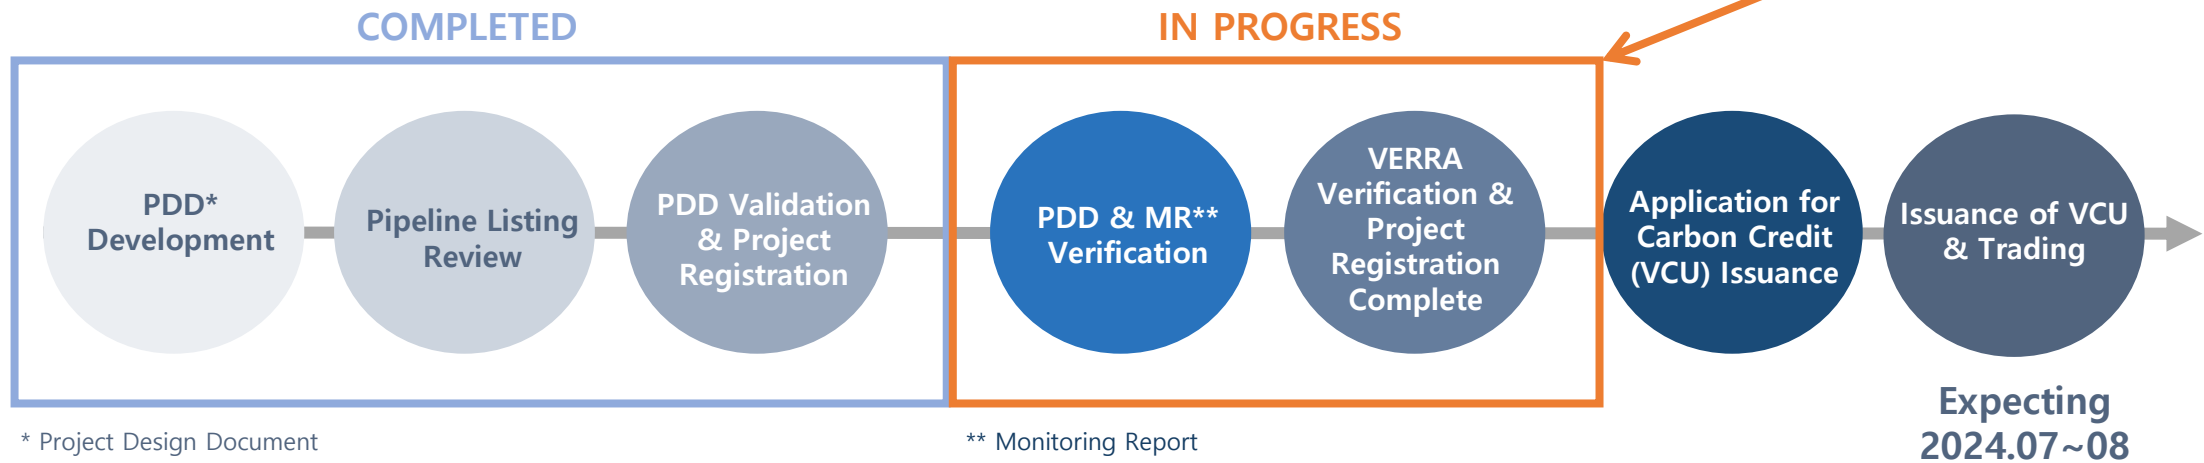 COMPLETED
IN PROGRESS
PDD*
Development
Pipeline Listing
Review
PDD Validation
& Project
Registration
PDD & MR**
Verification
VERRA
Verification &
Project
Registration
Complete
Application for
Carbon Credit
(VCU) Issuance
Issuance of VCU
& Trading
Expecting
2024.07~08
* Project Design Document
** Monitoring Report